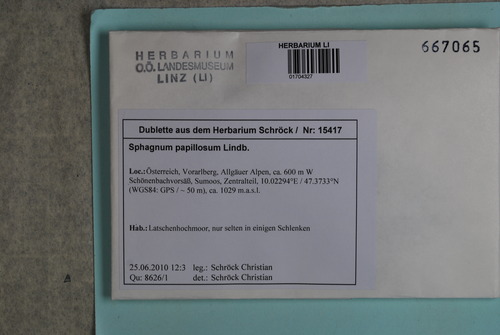 HERBARIUM
O.Ö. LANDESMUSEUM
LINZ (LI)
HERBARIUM LI
01704327
667065
Dublette aus dem Herbarium Schröck / Nr: 15417
Sphagnum papillosum Lindb.
Loc.:Österreich, Vorarlberg, Allgäuer Alpen, ca. 600 m W
Schönenbachvorsäß, Sumoos, Zentralteil, 10.02294°E / 47.3733°N
(WGS84: GPS / ~ 50 m), ca. 1029 m.a.s.l.
Hab.: Latschenhochmoor, nur selten in einigen Schlenken
25.06.2010 12:3 leg.: Schröck Christian
Qu: 8626/1 det.: Schröck Christian